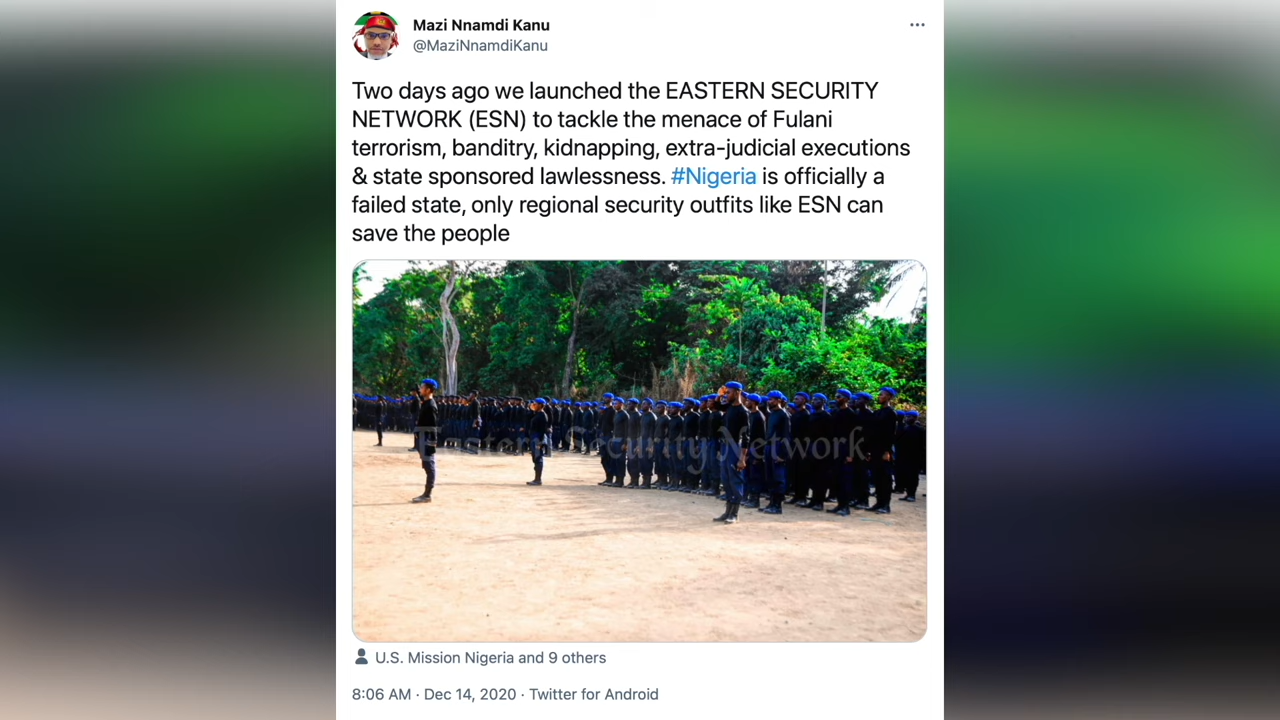 Mazi Nnamdi Kanu
@MaziNnamdiKanu
Two days ago we launched the EASTERN SECURITY
NETWORK (ESN) to tackle the menace of Fulani
terrorism, banditry, kidnapping, extra-judicial executions
& state sponsored lawlessness. #Nigeria is officially a
failed state, only regional security outfits like ESN can
save the people
Eastern Security Network
U.S. Mission Nigeria and 9 others
8:06 AM · Dec 14, 2020 · Twitter for Android